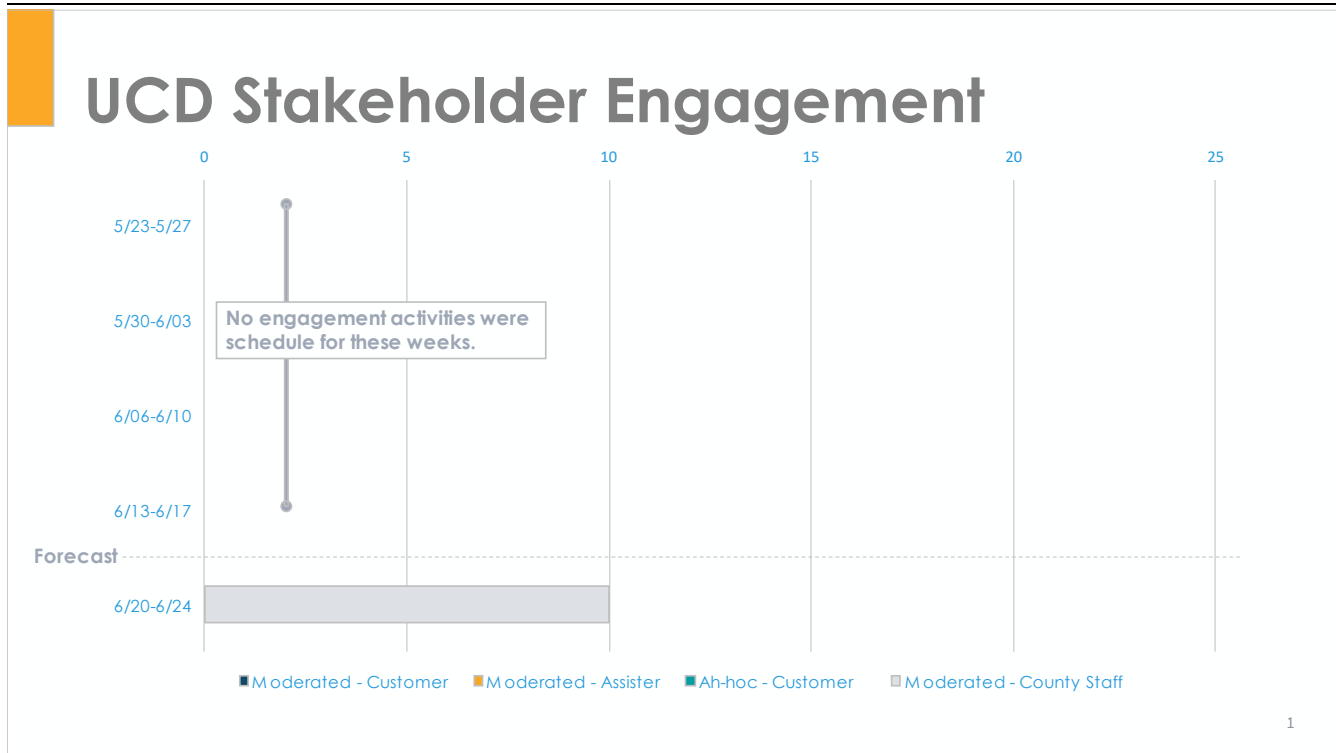 UCD Stakeholder Engagement
0 5 10 15 20 25
5/23-5/27
5/30-6/03
No engagement activities were
schedule for these weeks.
6/06-6/10
6/13-6/17
Forecast
6/20-6/24
Moderated - Customer Moderated - Assister Ah-hoc - Customer Moderated - County Staff
1